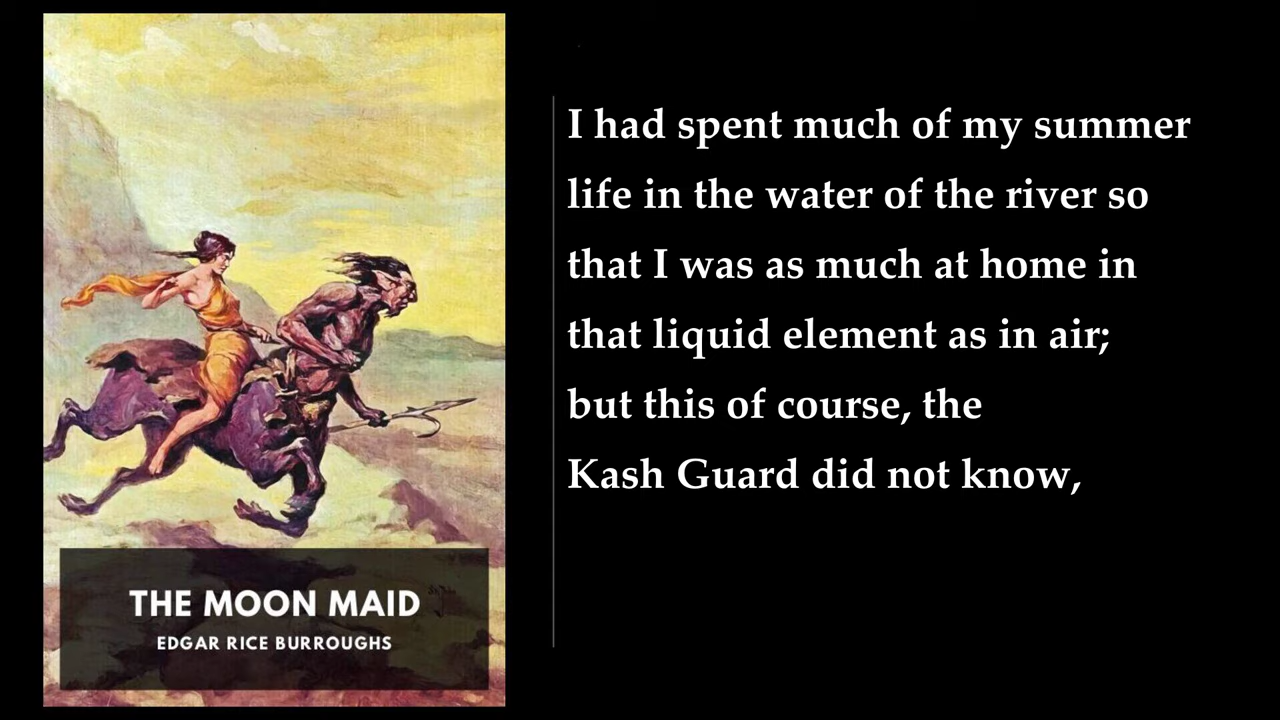 THE MOON MAID
EDGAR RICE BURROUGHS
I had spent much of my summer
life in the water of the river so
that I was as much at home in
that liquid element as in air;
but this of course, the
Kash Guard did not know,